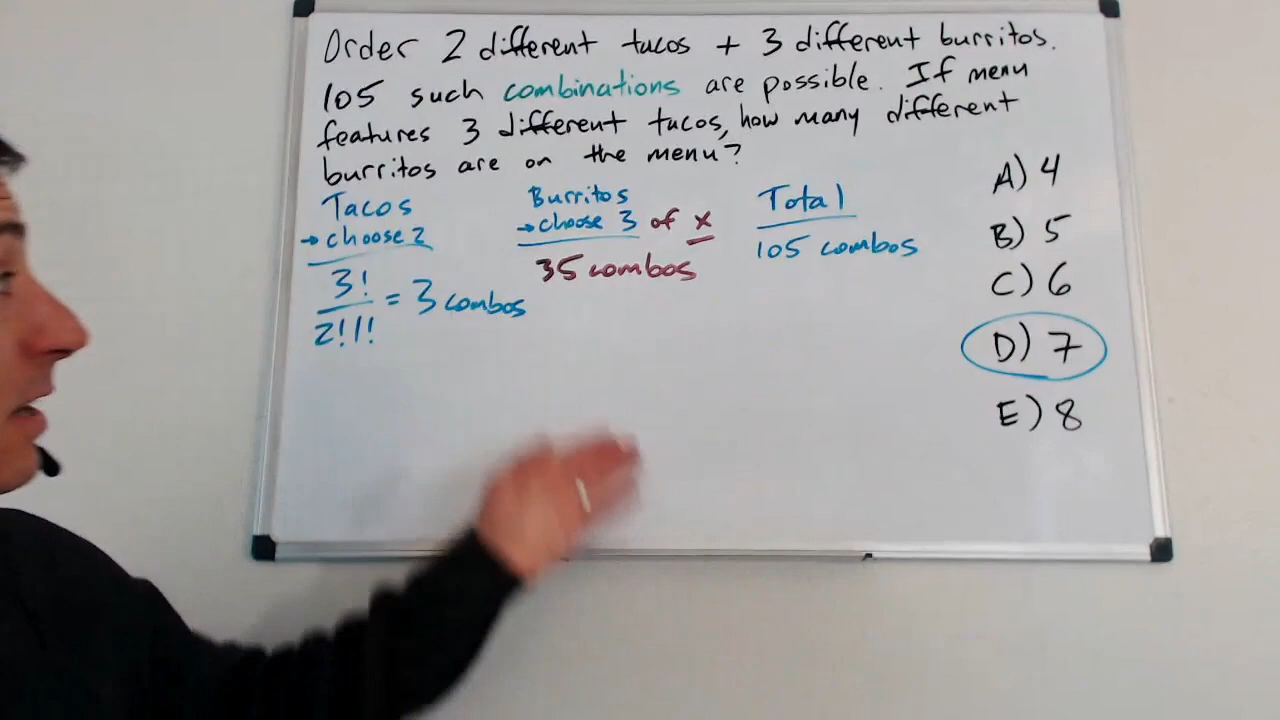 Order 2 different tacos + 3 different burritos.
105 such combinations are possible. If menu
features 3 different tacos, how many different
burritos are on the menu?
Tacos
→ choose 2
3!
2!1!
= 3 combos
Burritos
→ choose 3 of x
35 combos
Total
105 combos
A) 4
B) 5
C) 6
D) 7
E) 8